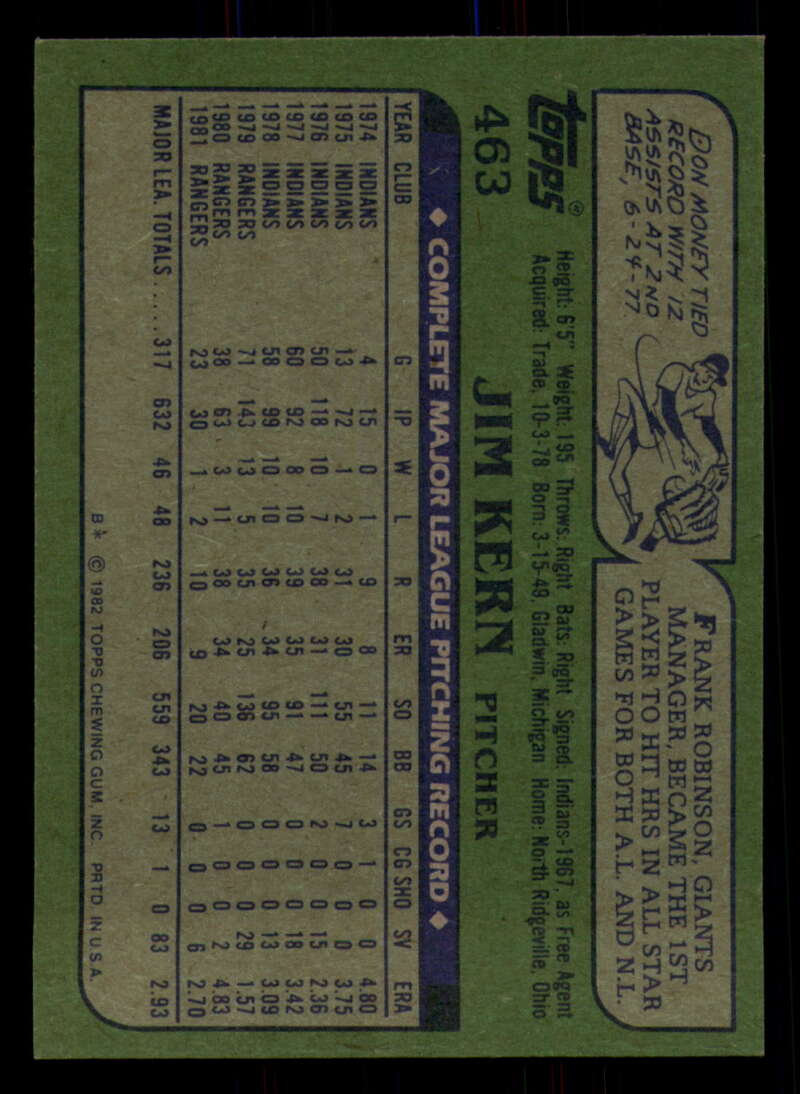 DON MONEY TIED
RECORD WITH 12
ASSISTS AT 2ND
BASE, 6-24-77
FRANK ROBINSON, GIANTS
MANAGER, BECAME THE 1ST
PLAYER TO HIT HRS IN ALL STAR
GAMES FOR BOTH A.L. AND N.L.
TOPPS®
463
Height: 6'5" Weight: 195 Throws: Right Bats: Right Signed: Indians-1967, as Free Agent
Acquired: Trade, 10-3-78 Born: 3-15-49, Gladwin, Michigan Home: North Ridgeville, Ohio
JIM KERN PITCHER
◆ COMPLETE MAJOR LEAGUE PITCHING RECORD ◆
YEAR CLUB G IP W L R ER SO BB GS CG SHO SV ERA
1974 INDIANS 4 15 0 1 9 8 11 14 3 1 0 0 4.80
1975 INDIANS 13 72 1 2 31 30 55 45 7 0 0 0 3.75
1976 INDIANS 50 118 10 7 38 31 111 50 2 0 0 15 2.36
1977 INDIANS 60 92 8 10 39 35 91 47 0 0 0 18 3.42
1978 INDIANS 58 99 10 10 36 34 95 58 0 0 0 13 3.09
1979 RANGERS 71 143 13 5 35 25 136 62 0 0 0 29 1.57
1980 RANGERS 38 63 3 11 38 34 40 45 1 0 0 2 4.83
1981 RANGERS 23 30 1 2 10 9 20 22 0 0 0 6 2.70
MAJOR LEA. TOTALS..... 317 632 46 48 236 206 559 343 13 1 0 83 2.93
B* © 1982 TOPPS CHEWING GUM, INC. PRTD. IN U.S.A.